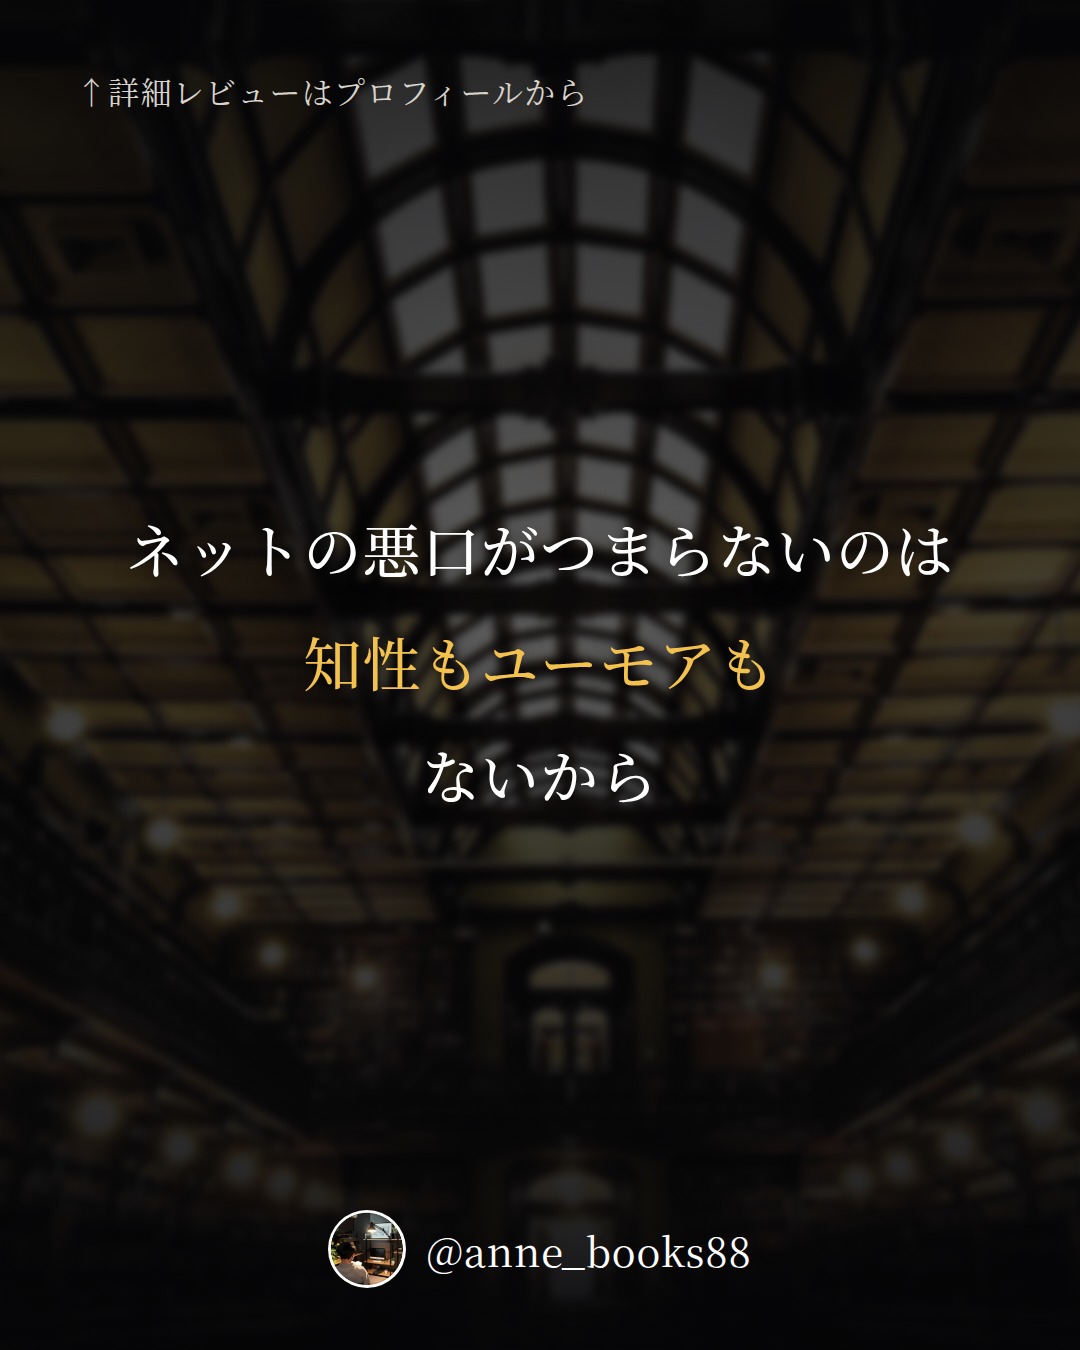 ↑詳細レビューはプロフィールから
ネットの悪口がつまらないのは
知性もユーモアも
ないから
@anne_books88